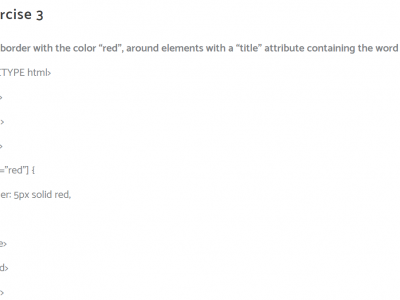 rcise 3
border with the color “red”, around elements with a “title” attribute containing the word
CTYPE html>
>
>
>
="red"] {
er: 5px solid red,
e>
d>
>